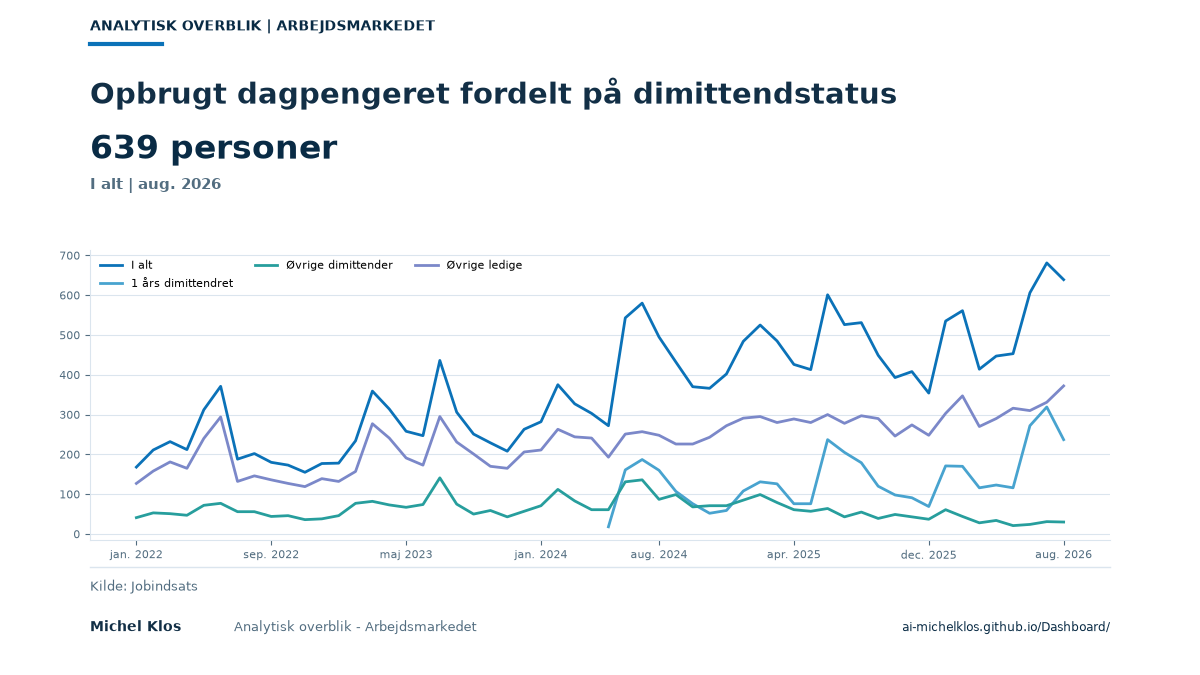 ANALYTISK OVERBLIK | ARBEJDSMARKEDET
Opbrugt dagpengeret fordelt på dimittendstatus
639 personer
I alt | aug. 2026
700
600
500
400
300
200
100
0
I alt
1 års dimittendret
Øvrige dimittender
Øvrige ledige
jan. 2022
sep. 2022
maj 2023
jan. 2024
aug. 2024
apr. 2025
dec. 2025
aug. 2026
Kilde: Jobindsats
Michel Klos
Analytisk overblik - Arbejdsmarkedet
ai-michelklos.github.io/Dashboard/